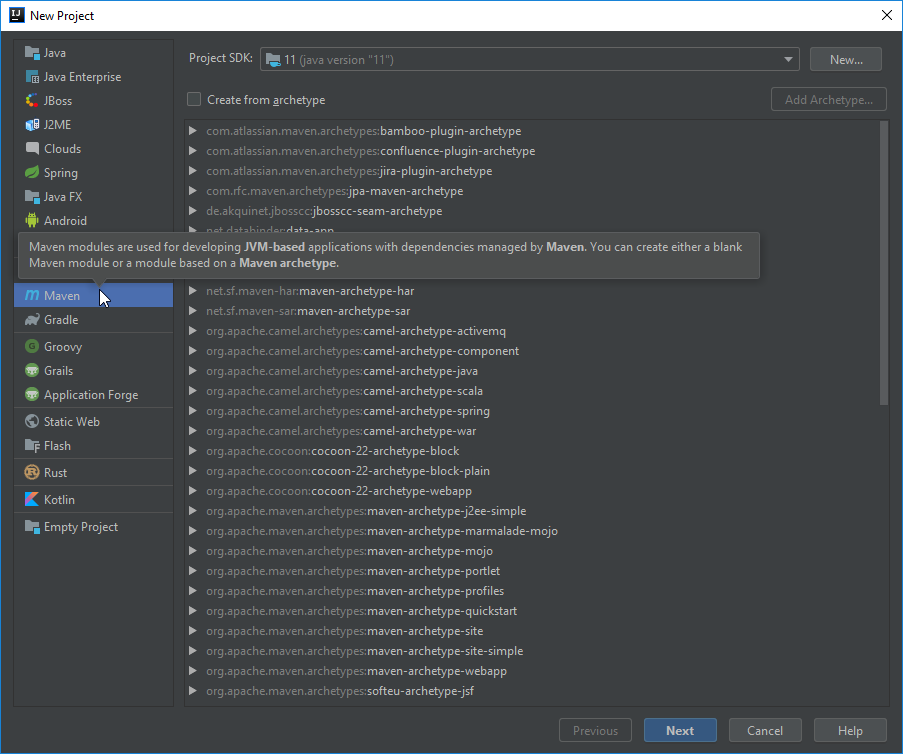 New Project
Java
Java Enterprise
JBoss
J2ME
Clouds
Spring
Java FX
Android
Maven
Gradle
Groovy
Grails
Application Forge
Static Web
Flash
Rust
Kotlin
Empty Project
Project SDK:
11 (java version "11")
New...
Create from archetype
Add Archetype...
com.atlassian.maven.archetypes:bamboo-plugin-archetype
com.atlassian.maven.archetypes:confluence-plugin-archetype
com.atlassian.maven.archetypes:jira-plugin-archetype
com.rfc.maven.archetypes:jpa-maven-archetype
de.akquinet.jbosscc:jbosscc-seam-archetype
net.databinder:data-app
Maven modules are used for developing JVM-based applications with dependencies managed by Maven. You can create either a blank
Maven module or a module based on a Maven archetype.
net.sf.maven-har:maven-archetype-har
net.sf.maven-sar:maven-archetype-sar
org.apache.camel.archetypes:camel-archetype-activemq
org.apache.camel.archetypes:camel-archetype-component
org.apache.camel.archetypes:camel-archetype-java
org.apache.camel.archetypes:camel-archetype-scala
org.apache.camel.archetypes:camel-archetype-spring
org.apache.camel.archetypes:camel-archetype-war
org.apache.cocoon:cocoon-22-archetype-block
org.apache.cocoon:cocoon-22-archetype-block-plain
org.apache.cocoon:cocoon-22-archetype-webapp
org.apache.maven.archetypes:maven-archetype-j2ee-simple
org.apache.maven.archetypes:maven-archetype-marmalade-mojo
org.apache.maven.archetypes:maven-archetype-mojo
org.apache.maven.archetypes:maven-archetype-portlet
org.apache.maven.archetypes:maven-archetype-profiles
org.apache.maven.archetypes:maven-archetype-quickstart
org.apache.maven.archetypes:maven-archetype-site
org.apache.maven.archetypes:maven-archetype-site-simple
org.apache.maven.archetypes:maven-archetype-webapp
org.apache.maven.archetypes:softeu-archetype-jsf
Previous
Next
Cancel
Help